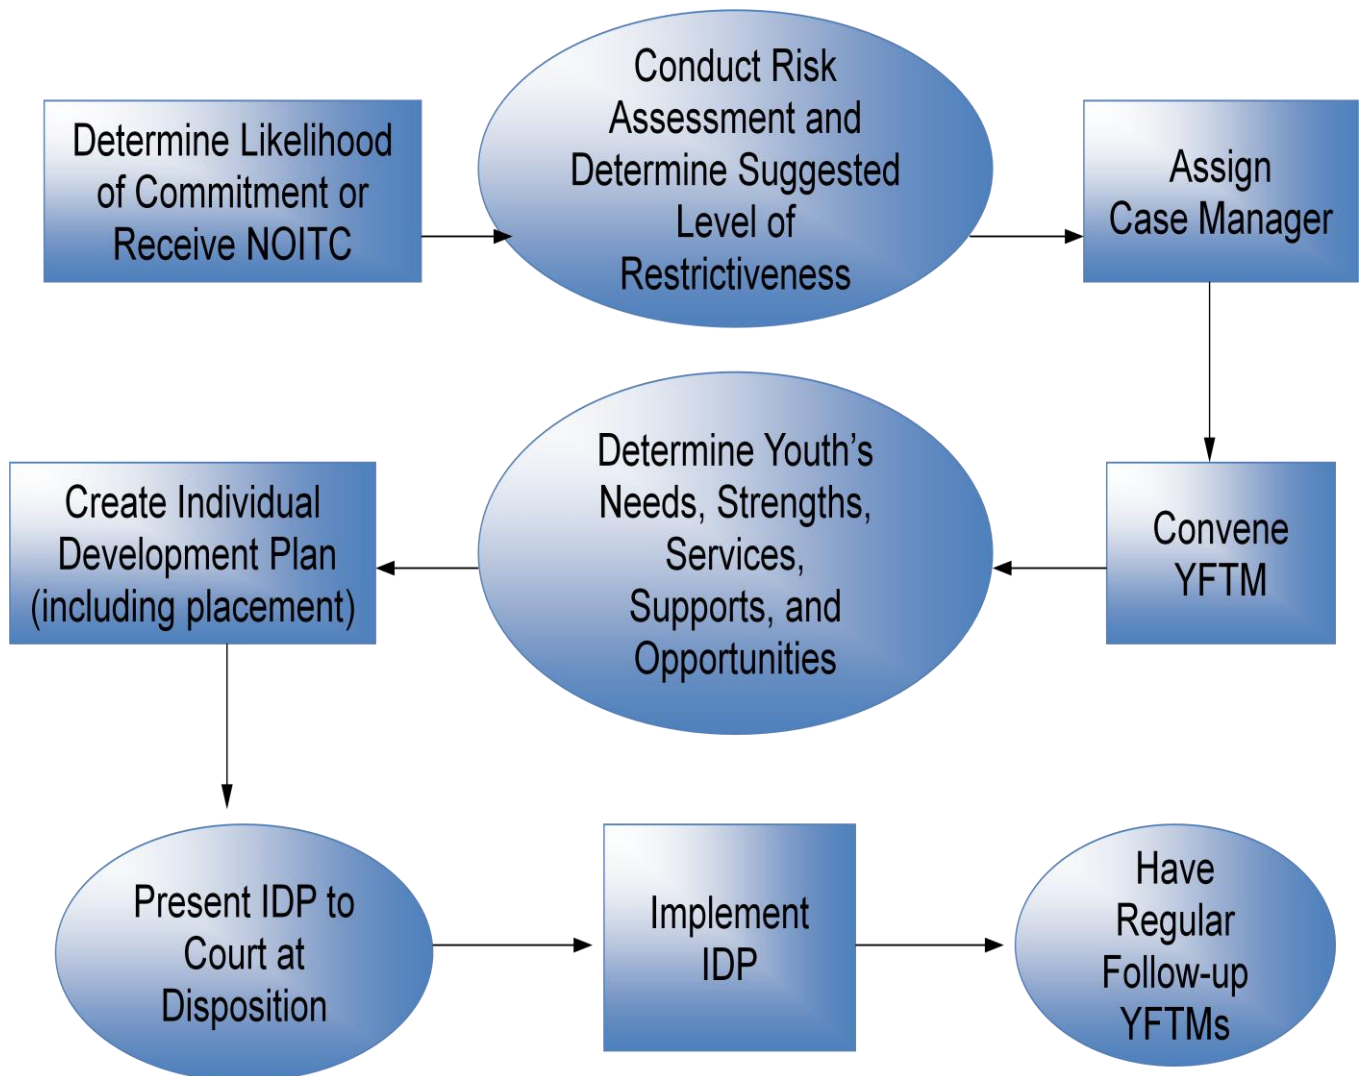 Determine Likelihood
of Commitment or
Receive NOITC
Conduct Risk
Assessment and
Determine Suggested
Level of
Restrictiveness
Assign
Case Manager
Convene
YFTM
Determine Youth’s
Needs, Strengths,
Services,
Supports, and
Opportunities
Create Individual
Development Plan
(including placement)
Present IDP to
Court at
Disposition
Implement
IDP
Have
Regular
Follow-up
YFTMs